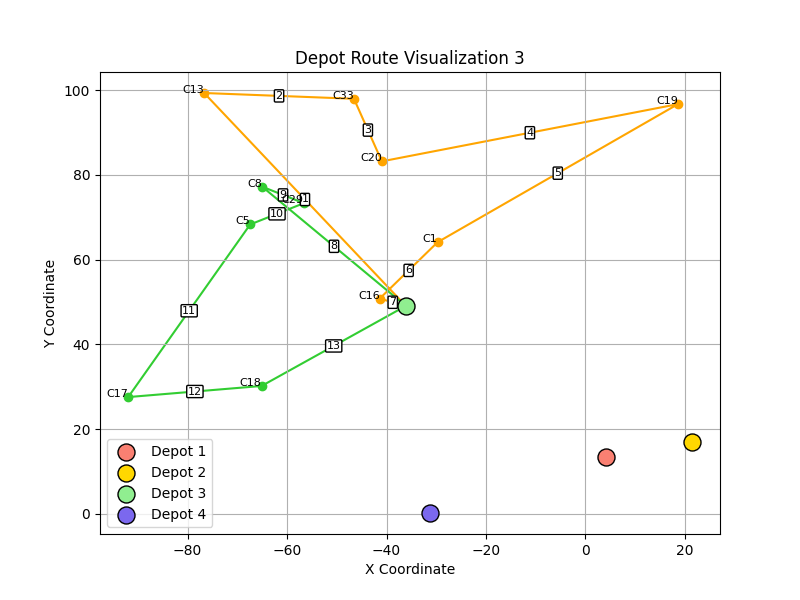 Depot Route Visualization 3
100
80
60
40
20
0
Y Coordinate
C13
2
C33
3
C20
4
C19
5
C8
9
C29
1
10
C5
8
C1
6
C16
7
11
13
C17
12
C18
Depot 1
Depot 2
Depot 3
Depot 4
−80
−60
−40
−20
0
20
X Coordinate